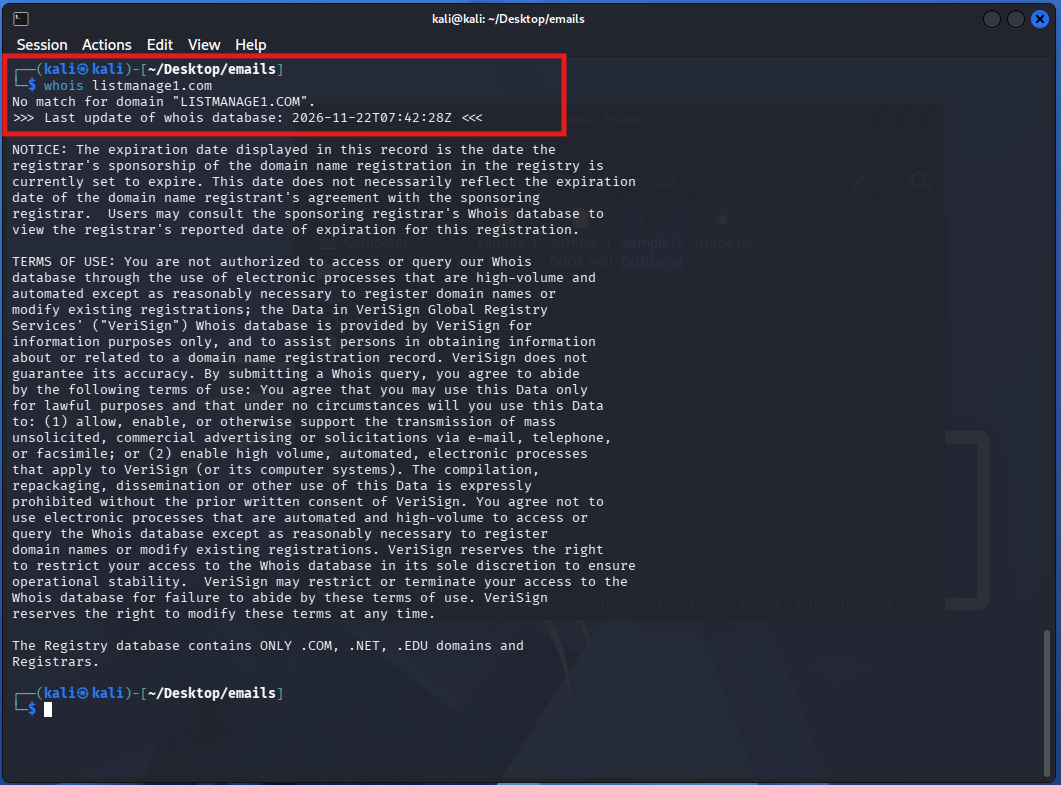 kali@kali: ~/Desktop/emails
Session Actions Edit View Help
┌──(kali㉿kali)-[~/Desktop/emails]
└─$ whois listmanage1.com
No match for domain "LISTMANAGE1.COM".
>>> Last update of whois database: 2026-11-22T07:42:28Z <<<
NOTICE: The expiration date displayed in this record is the date the
registrar's sponsorship of the domain name registration in the registry is
currently set to expire. This date does not necessarily reflect the expiration
date of the domain name registrant's agreement with the sponsoring
registrar.  Users may consult the sponsoring registrar's Whois database to
view the registrar's reported date of expiration for this registration.
TERMS OF USE: You are not authorized to access or query our Whois
database through the use of electronic processes that are high-volume and
automated except as reasonably necessary to register domain names or
modify existing registrations; the Data in VeriSign Global Registry
Services' ("VeriSign") Whois database is provided by VeriSign for
information purposes only, and to assist persons in obtaining information
about or related to a domain name registration record. VeriSign does not
guarantee its accuracy. By submitting a Whois query, you agree to abide
by the following terms of use: You agree that you may use this Data only
for lawful purposes and that under no circumstances will you use this Data
to: (1) allow, enable, or otherwise support the transmission of mass
unsolicited, commercial advertising or solicitations via e-mail, telephone,
or facsimile; or (2) enable high volume, automated, electronic processes
that apply to VeriSign (or its computer systems). The compilation,
repackaging, dissemination or other use of this Data is expressly
prohibited without the prior written consent of VeriSign. You agree not to
use electronic processes that are automated and high-volume to access or
query the Whois database except as reasonably necessary to register
domain names or modify existing registrations. VeriSign reserves the right
to restrict your access to the Whois database in its sole discretion to ensure
operational stability.  VeriSign may restrict or terminate your access to the
Whois database for failure to abide by these terms of use. VeriSign
reserves the right to modify these terms at any time.
The Registry database contains ONLY .COM, .NET, .EDU domains and
Registrars.
┌──(kali㉿kali)-[~/Desktop/emails]
└─$
Computer
sample-1 sample-1 sample-1 triage.py
0002.eml 0010.eml